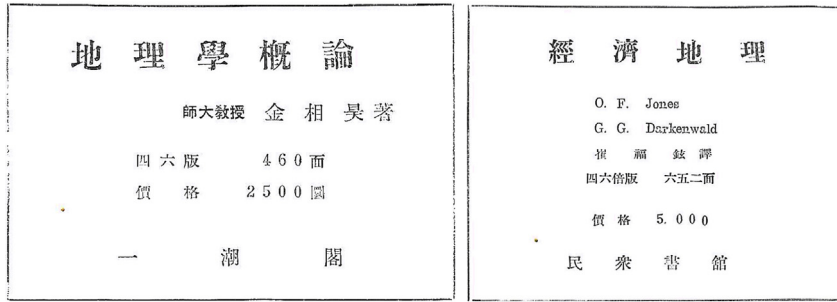 地理學槪論
師大敎授 金相昊著
四六版 460面
價格 2500圜
一潮閣
經濟地理
O. F. Jones
G. G. Darkenwald
崔福鉉譯
四六倍版 六五二面
價格 5.000
民衆書館